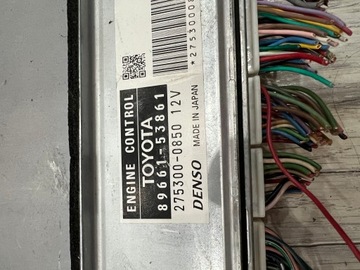 ENGINE CONTROL
TOYOTA
89661-53861
275300-0850 12V
DENSO MADE IN JAPAN